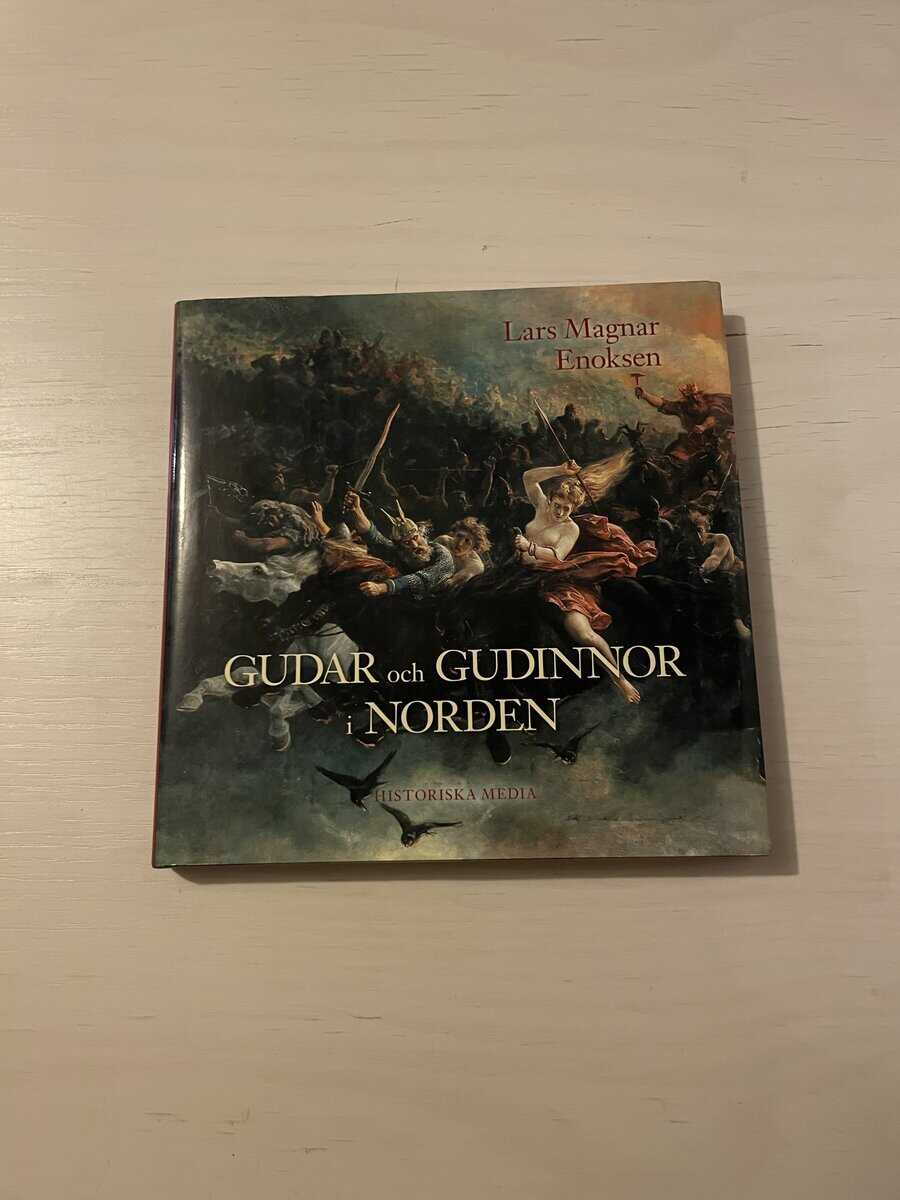 Lars Magnar
Enoksen
GUDAR och GUDINNOR
i NORDEN
HISTORISKA MEDIA